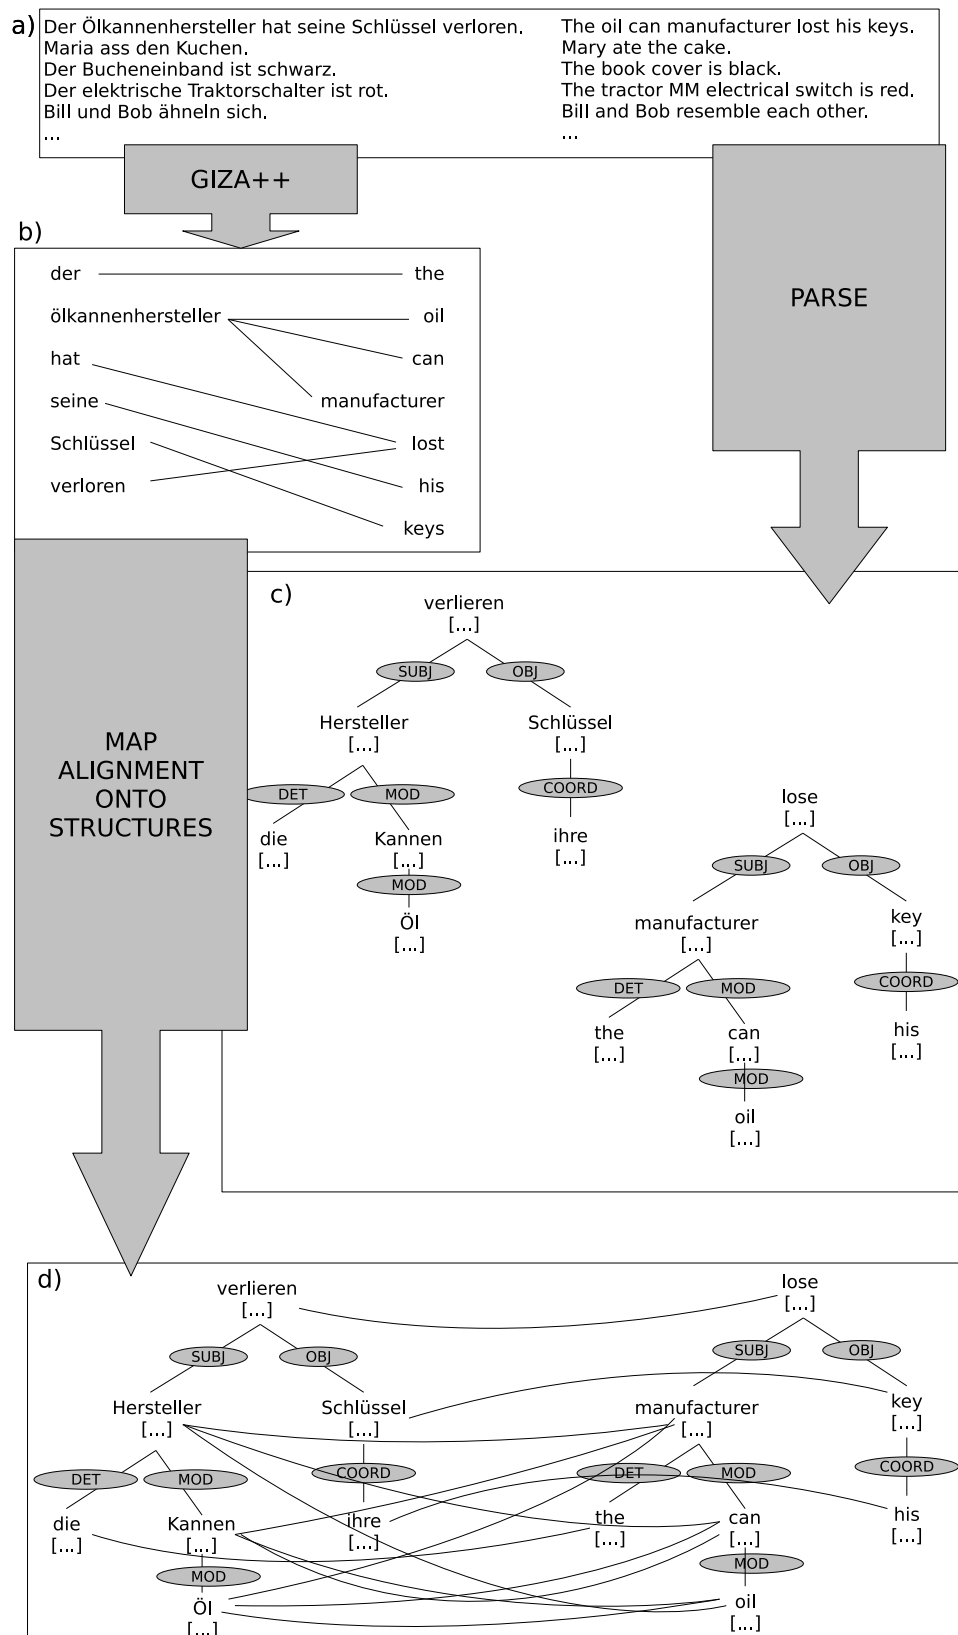 a)
Der Ölkannenhersteller hat seine Schlüssel verloren.
Maria ass den Kuchen.
Der Bucheneinband ist schwarz.
Der elektrische Traktorschalter ist rot.
Bill und Bob ähneln sich.
...
The oil can manufacturer lost his keys.
Mary ate the cake.
The book cover is black.
The tractor MM electrical switch is red.
Bill and Bob resemble each other.
...
GIZA++
PARSE
b)
der the
ölkannenhersteller oil
hat can
seine manufacturer
Schlüssel lost
verloren his
keys
MAP
ALIGNMENT
ONTO
STRUCTURES
c)
verlieren
[...]
SUBJ OBJ
Hersteller Schlüssel
[...] [...]
DET MOD COORD
die Kannen ihre
[...] [...] [...]
MOD
Öl
[...]
lose
[...]
SUBJ OBJ
manufacturer key
[...] [...]
DET MOD COORD
the can his
[...] [...] [...]
MOD
oil
[...]
d)
verlieren
[...]
SUBJ OBJ
Hersteller Schlüssel
[...] [...]
DET MOD COORD
die Kannen ihre
[...] [...] [...]
MOD
Öl
[...]
lose
[...]
SUBJ OBJ
manufacturer key
[...] [...]
DET MOD COORD
the can his
[...] [...] [...]
MOD
oil
[...]